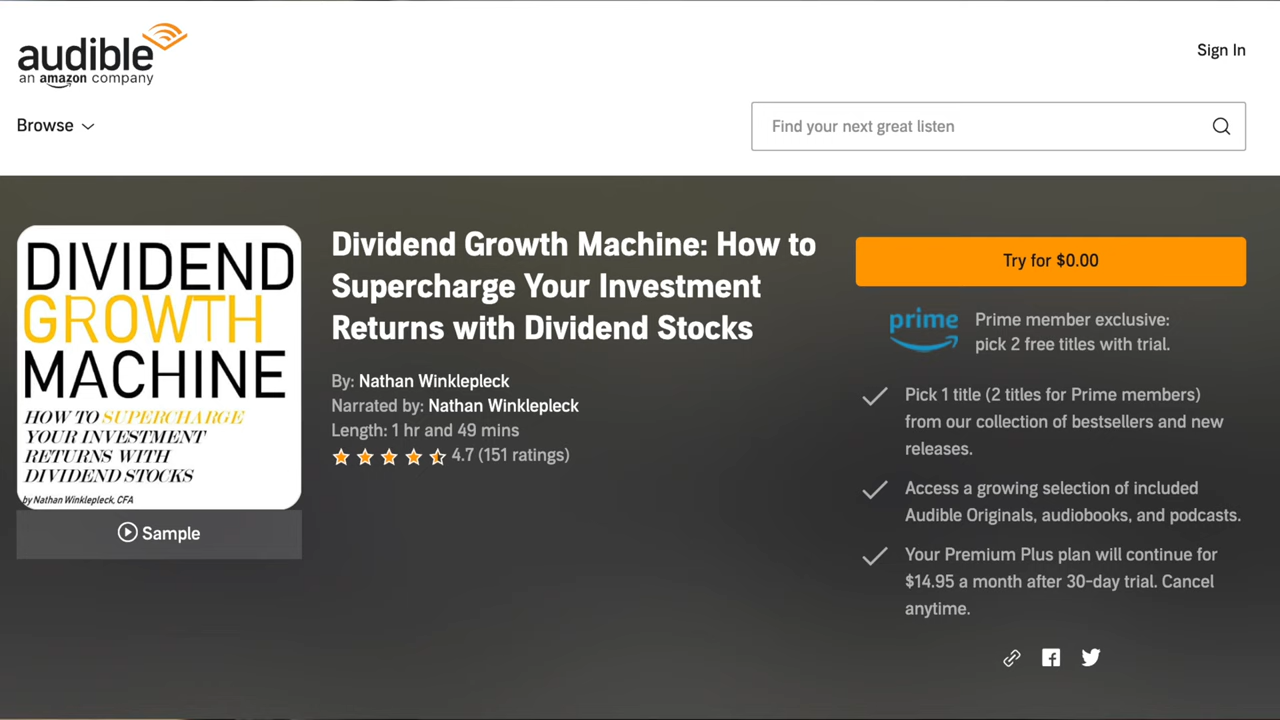 audible
an amazon company
Sign In
Browse
Find your next great listen
DIVIDEND
GROWTH
MACHINE
HOW TO SUPERCHARGE
YOUR INVESTMENT
RETURNS WITH
DIVIDEND STOCKS
by Nathan Winklepleck, CFA
Sample
Dividend Growth Machine: How to
Supercharge Your Investment
Returns with Dividend Stocks
By: Nathan Winklepleck
Narrated by: Nathan Winklepleck
Length: 1 hr and 49 mins
4.7 (151 ratings)
Try for $0.00
prime
Prime member exclusive:
pick 2 free titles with trial.
Pick 1 title (2 titles for Prime members)
from our collection of bestsellers and new
releases.
Access a growing selection of included
Audible Originals, audiobooks, and podcasts.
Your Premium Plus plan will continue for
$14.95 a month after 30-day trial. Cancel
anytime.